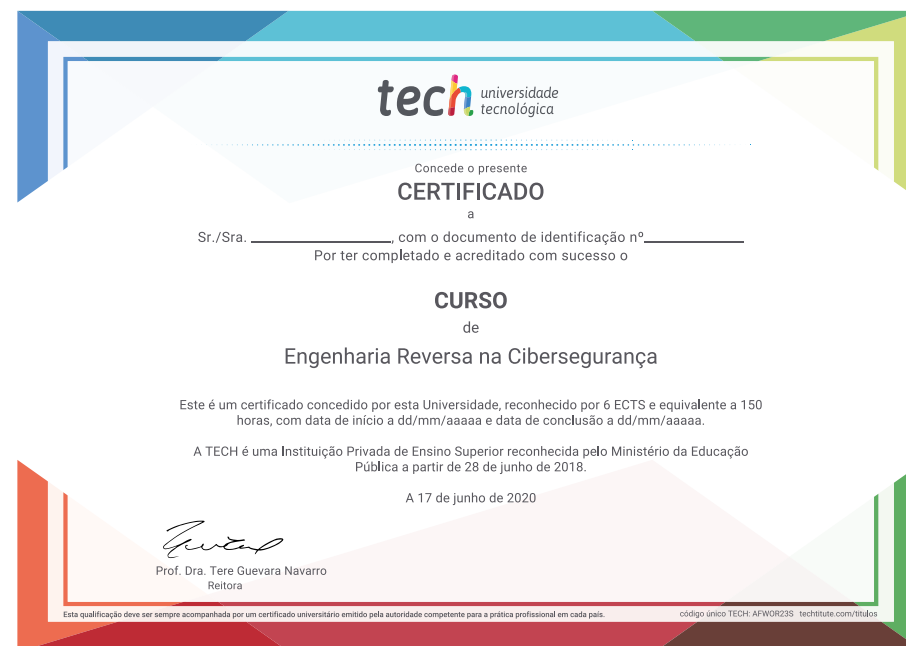 tech universidade
tecnológica
Concede o presente
CERTIFICADO
a
Sr./Sra. ____________________, com o documento de identificação nº______________
Por ter completado e acreditado com sucesso o
CURSO
de
Engenharia Reversa na Cibersegurança
Este é um certificado concedido por esta Universidade, reconhecido por 6 ECTS e equivalente a 150
horas, com data de início a dd/mm/aaaaa e data de conclusão a dd/mm/aaaaa.
A TECH é uma Instituição Privada de Ensino Superior reconhecida pelo Ministério da Educação
Pública a partir de 28 de junho de 2018.
A 17 de junho de 2020
Prof. Dra. Tere Guevara Navarro
Reitora
Esta qualificação deve ser sempre acompanhada por um certificado universitário emitido pela autoridade competente para a prática profissional em cada país.
código único TECH: AFWOR23S techtitute.com/titulos